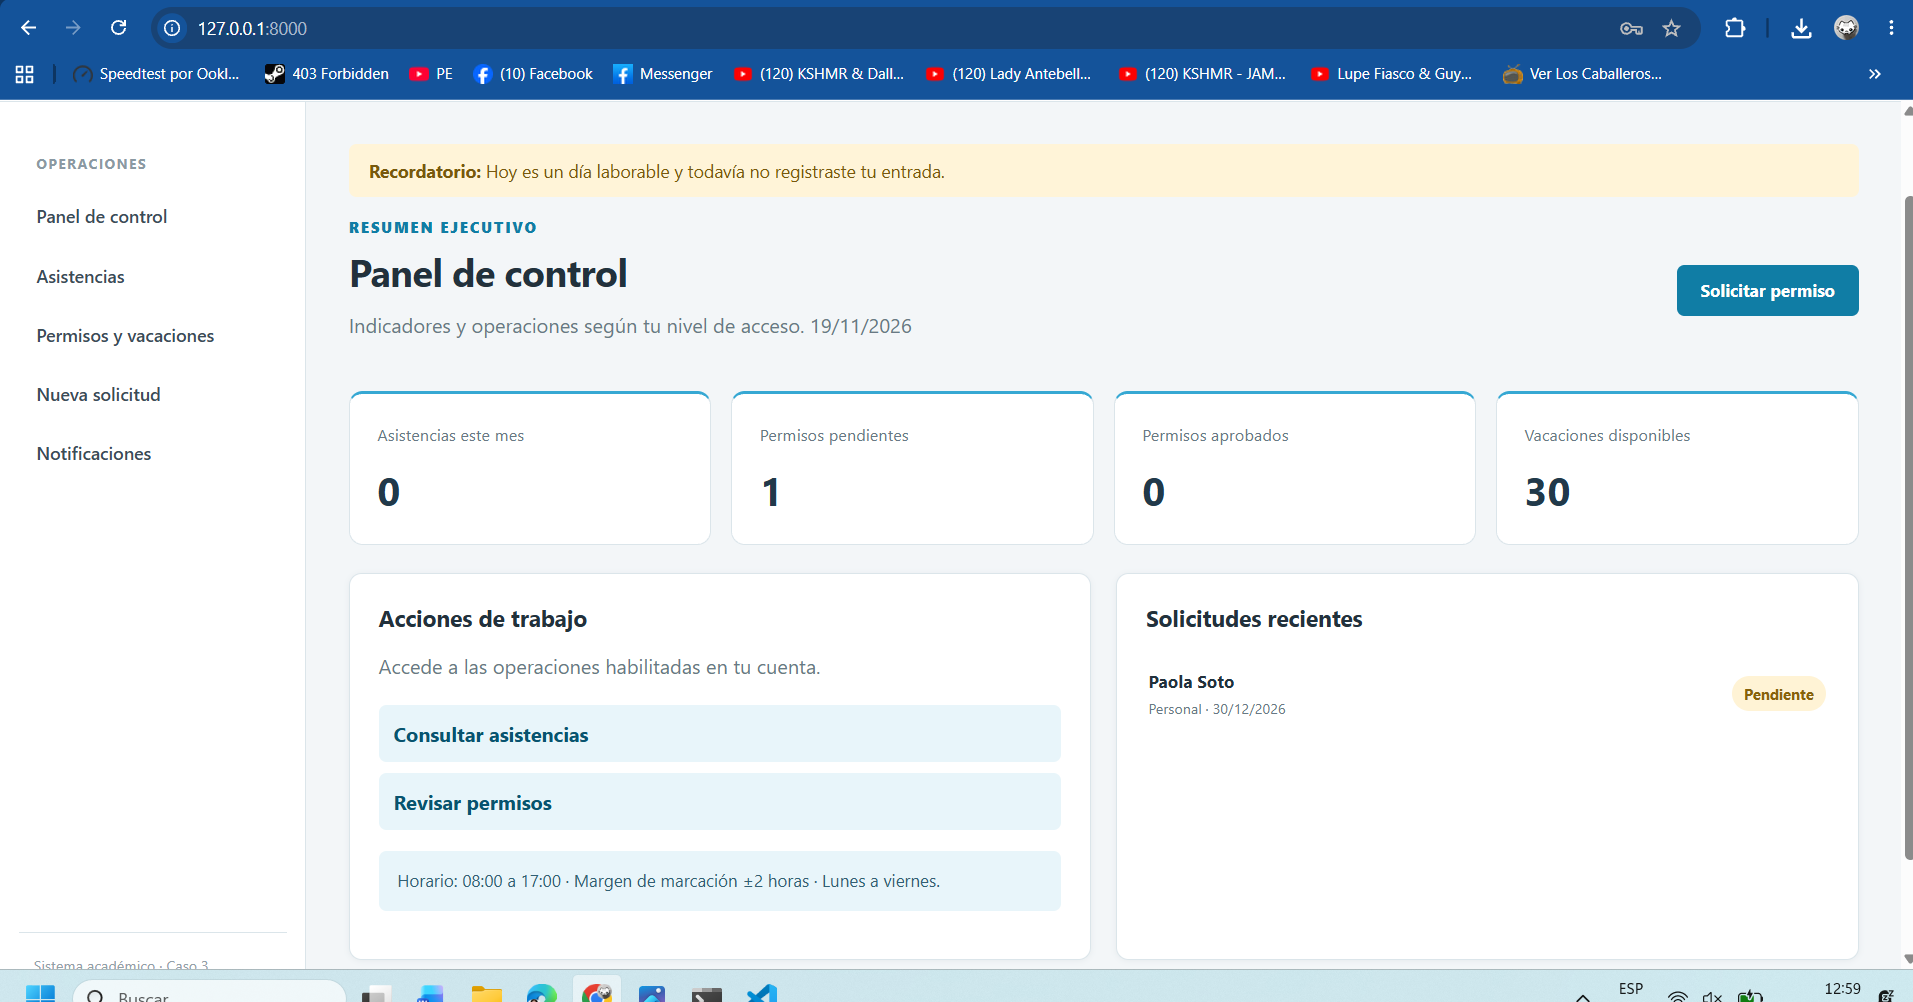 127.0.0.1:8000
Speedtest por Ookl...
403 Forbidden
PE
(10) Facebook
Messenger
(120) KSHMR & Dall...
(120) Lady Antebell...
(120) KSHMR - JAM...
Lupe Fiasco & Guy...
Ver Los Caballeros...
»
OPERACIONES
Panel de control
Asistencias
Permisos y vacaciones
Nueva solicitud
Notificaciones
Sistema académico · Caso 3
Recordatorio: Hoy es un día laborable y todavía no registraste tu entrada.
RESUMEN EJECUTIVO
Panel de control
Indicadores y operaciones según tu nivel de acceso. 19/11/2026
Solicitar permiso
Asistencias este mes
0
Permisos pendientes
1
Permisos aprobados
0
Vacaciones disponibles
30
Acciones de trabajo
Accede a las operaciones habilitadas en tu cuenta.
Consultar asistencias
Revisar permisos
Horario: 08:00 a 17:00 · Margen de marcación ±2 horas · Lunes a viernes.
Solicitudes recientes
Paola Soto
Personal · 30/12/2026
Pendiente
Buscar
ESP
12:59